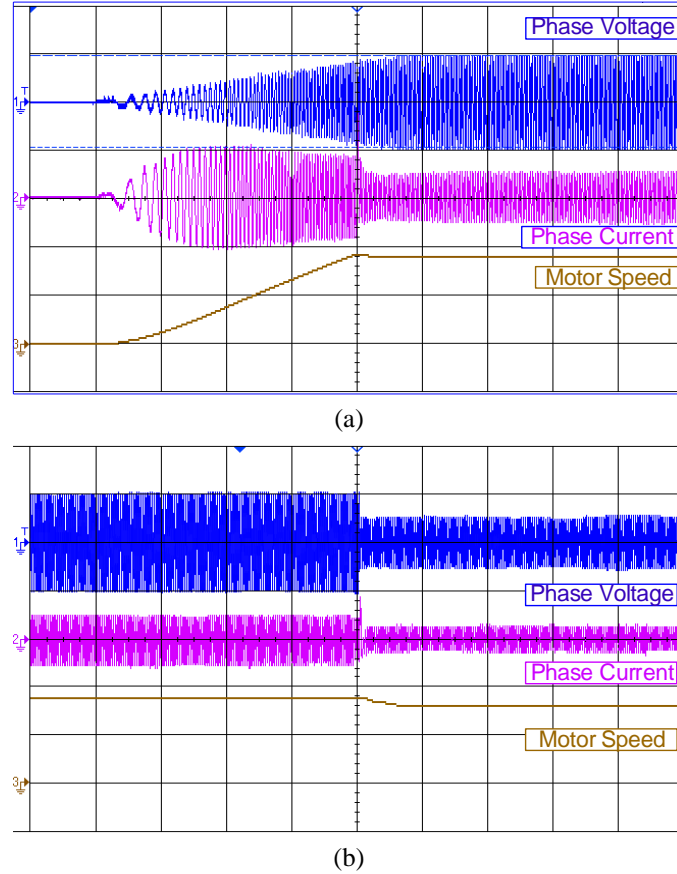 Phase Voltage
T
1
2
Phase Current
Motor Speed
3
(a)
T
1
Phase Voltage
2
Phase Current
Motor Speed
3
(b)